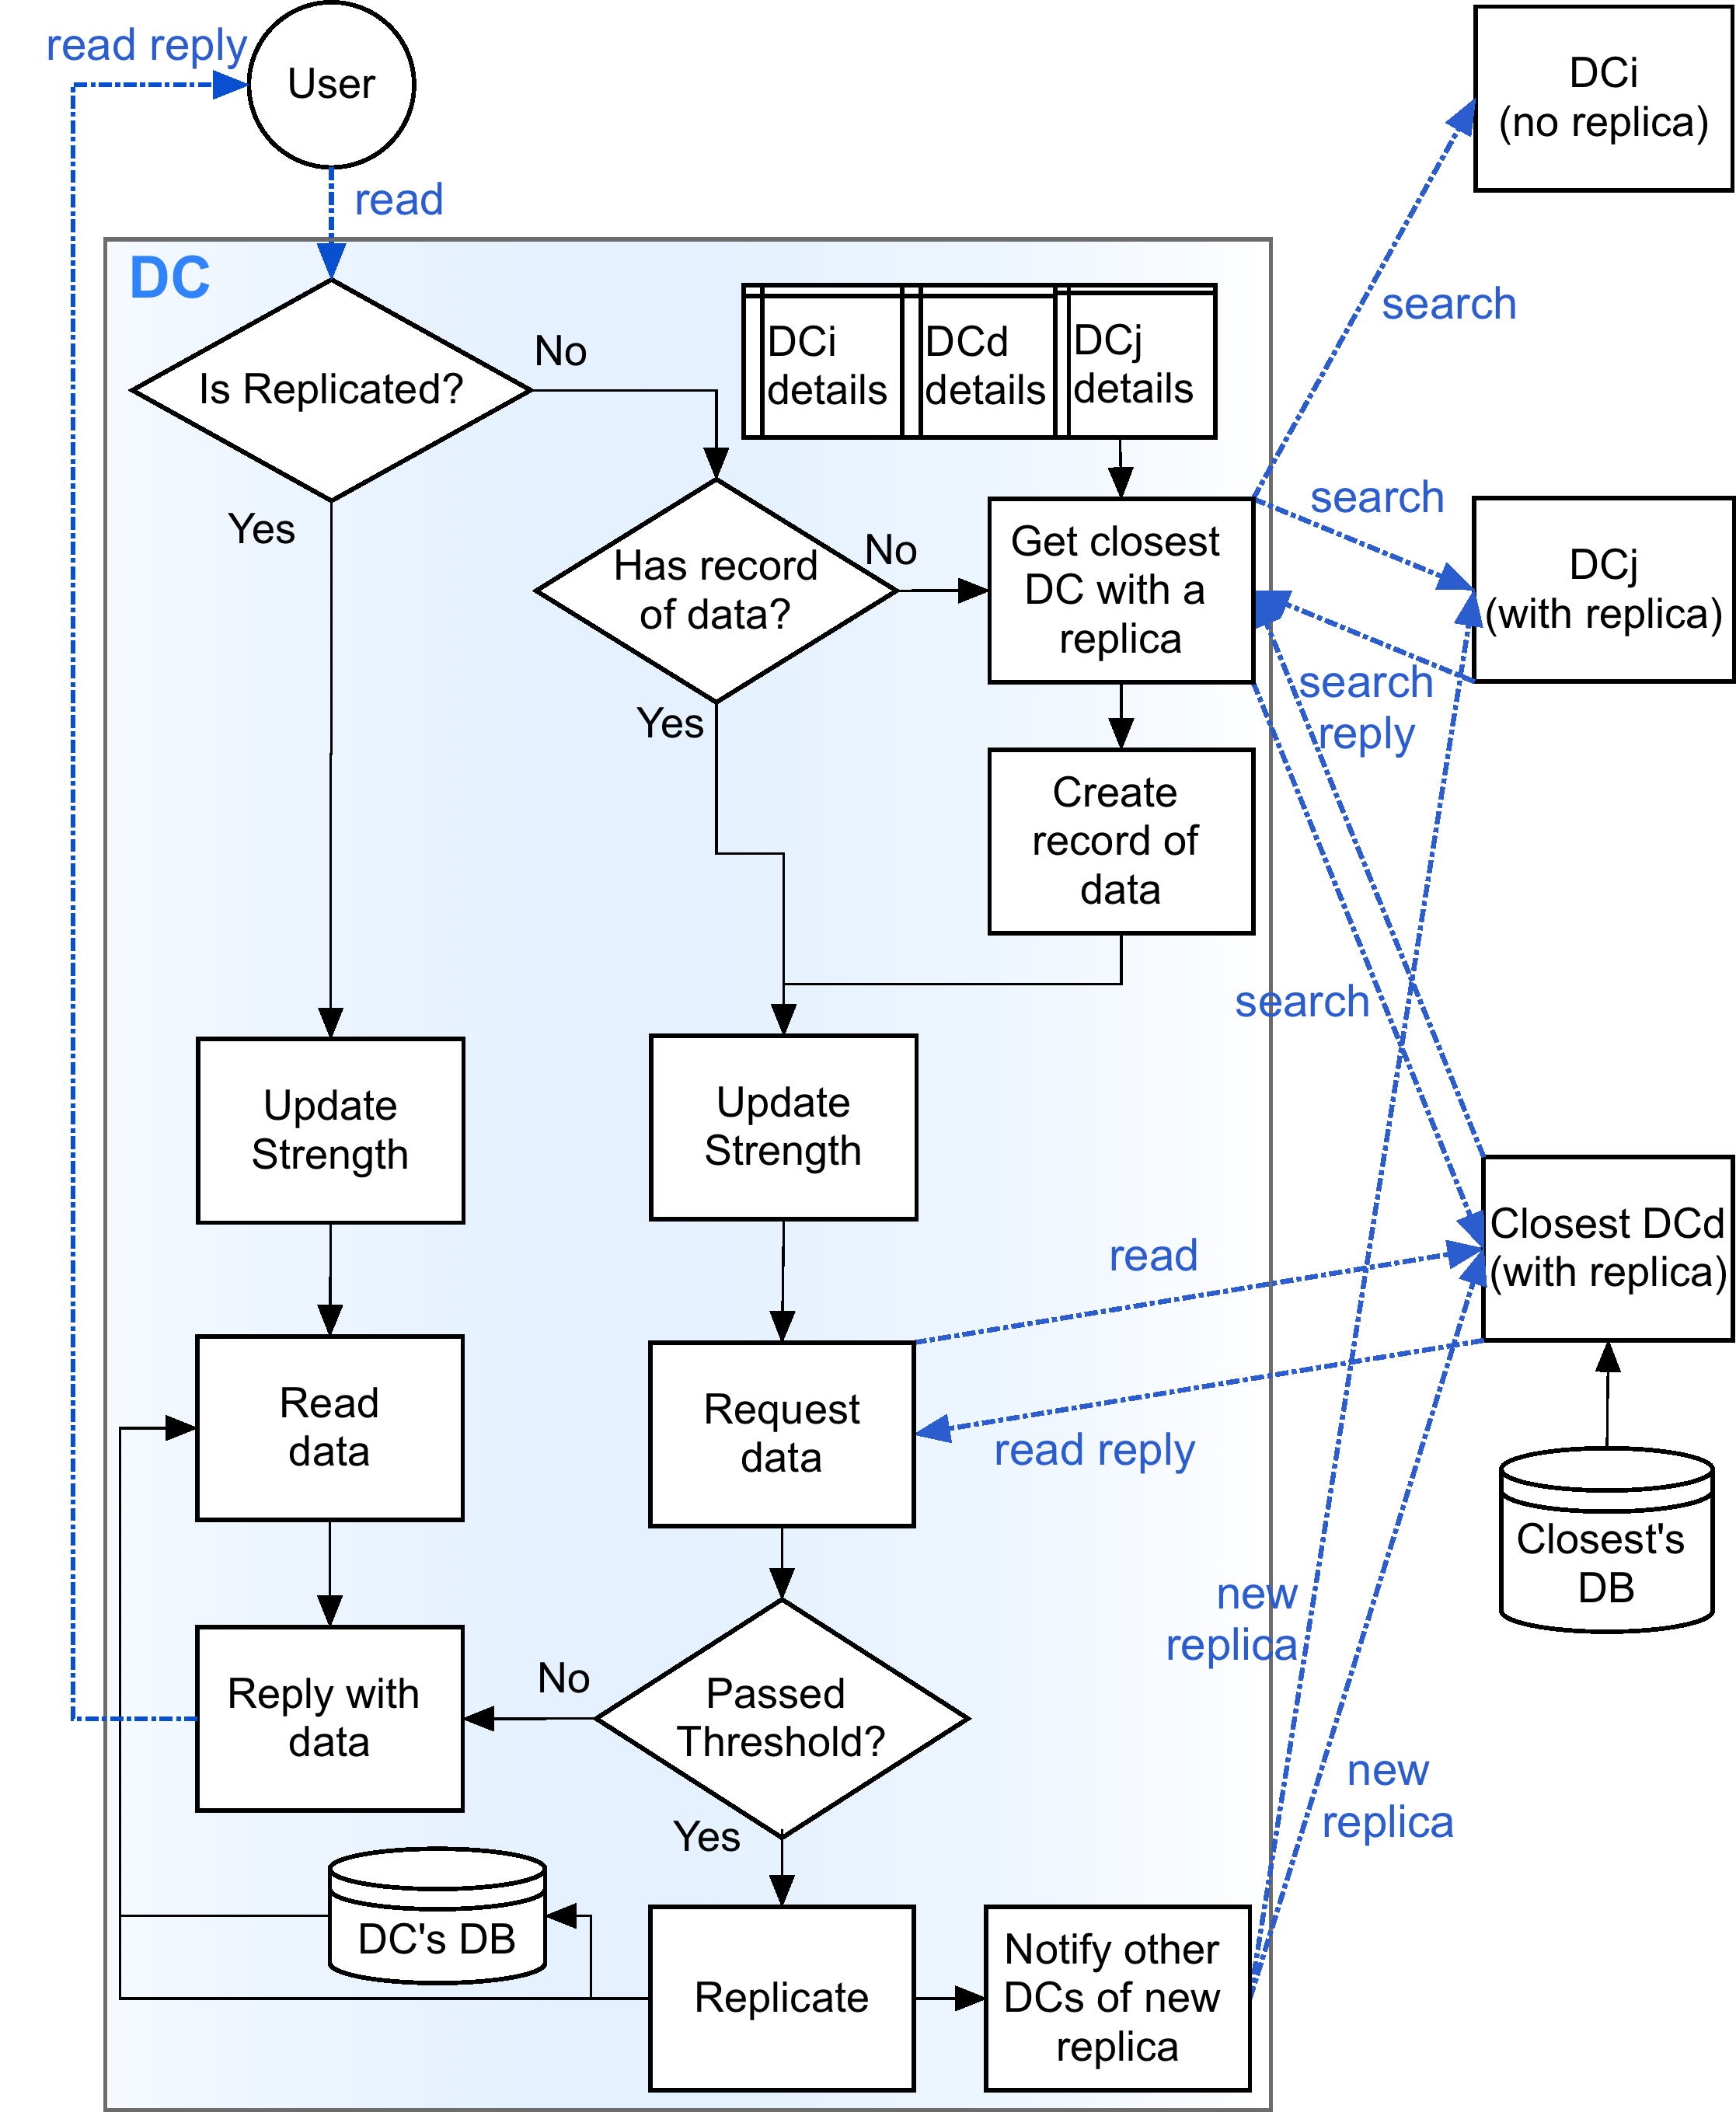 read reply
User
DCi
(no replica)
read
DC
search
No
DCi
details
DCd
details
DCj
details
Is Replicated?
Yes
search
No
Has record
of data?
Get closest
DC with a
replica
DCj
(with replica)
Yes
search
reply
Create
record of
data
search
Update
Strength
Update
Strength
Closest DCd
(with replica)
read
Read
data
Request
data
read reply
Closest's
DB
new
replica
No
Reply with
data
Passed
Threshold?
new
replica
Yes
DC's DB
Replicate
Notify other
DCs of new
replica